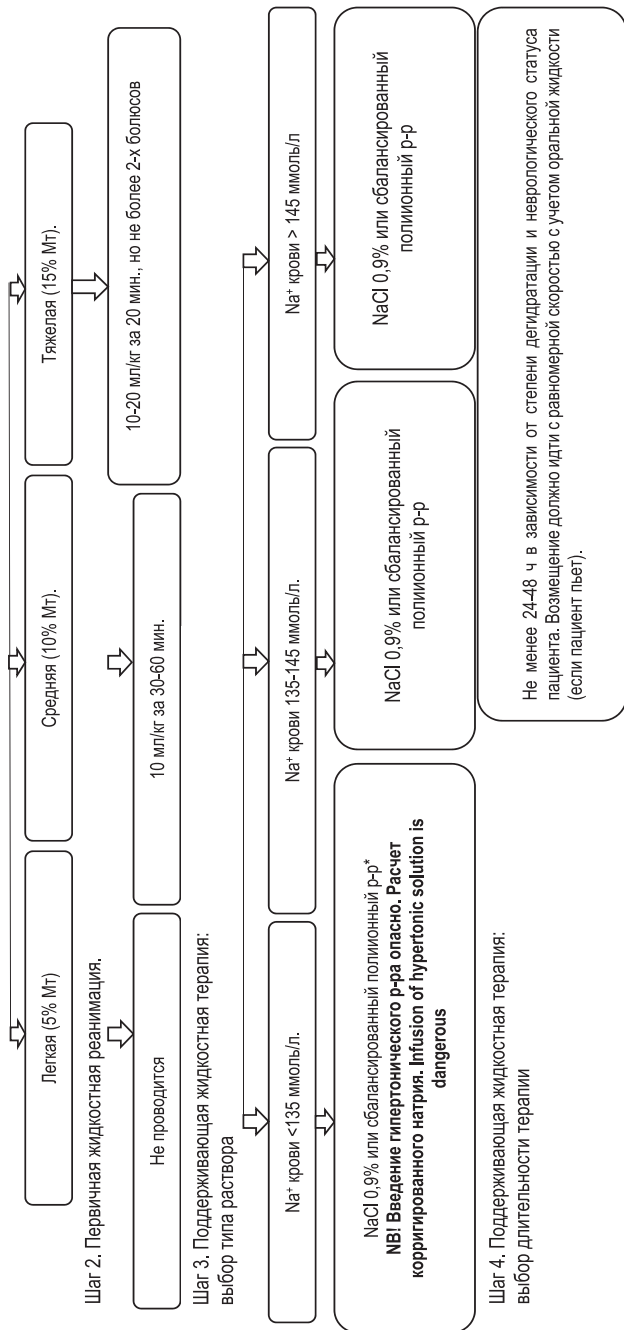 Легкая (5% Мт)
Средняя (10% Мт).
Тяжелая (15% Мт).
Шаг 2. Первичная жидкостная реанимация.
Не проводится
10 мл/кг за 30-60 мин.
10-20 мл/кг за 20 мин., но не более 2-х болюсов
Шаг 3. Поддерживающая жидкостная терапия:
выбор типа раствора
Na⁺ крови <135 ммоль/л.
Na⁺ крови 135-145 ммоль/л.
Na⁺ крови > 145 ммоль/л
NaCl 0,9% или сбалансированный полиионный р-р*
NB! Введение гипертонического р-ра опасно. Расчет
корригированного натрия. Infusion of hypertonic solution is
dangerous
NaCl 0,9% или сбалансированный
полиионный р-р
NaCl 0,9% или сбалансированный
полиионный р-р
Шаг 4. Поддерживающая жидкостная терапия:
выбор длительности терапии
Не менее 24-48 ч в зависимости от степени дегидратации и неврологического статуса
пациента. Возмещение должно идти с равномерной скоростью с учетом оральной жидкости
(если пациент пьет).